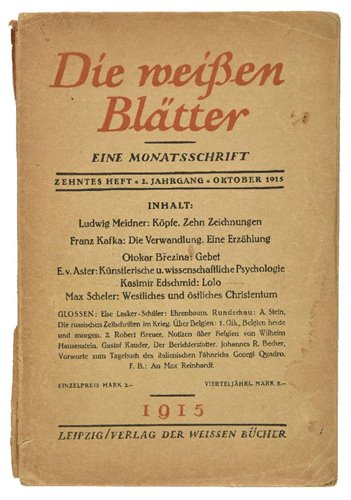 Die weißen
Blätter
EINE MONATSSCHRIFT
ZEHNTES HEFT • 2. JAHRGANG • OKTOBER 1915
INHALT:
Ludwig Meidner: Köpfe. Zehn Zeichnungen
Franz Kafka: Die Verwandlung. Eine Erzählung
Otokar Březina: Gebet
E. v. Aster: Künstlerische u. wissenschaftliche Psychologie
Kasimir Edschmid: Lolo
Max Scheler: Westliches und östliches Christentum
GLOSSEN: Else Lasker-Schüler: Ehrenbaum. Rundschau: A. Stein,
Die russischen Zeitschriften im Krieg. Über Belgien: 1. Gik., Belgien heute
und morgen. 2. Robert Breuer, Notizen über Belgien von Wilhelm
Hausenstein. Gustof Kauder, Der Berichterstatter. Johannes R. Becher,
Vorworte zum Tagebuch des italienischen Fähnrichs Georgi Quadro.
F. B.: An Max Reinhardt.
EINZELPREIS MARK 2.- VIERTELJÄHRL. MARK 5.-
1915
LEIPZIG/VERLAG DER WEISSEN BÜCHER